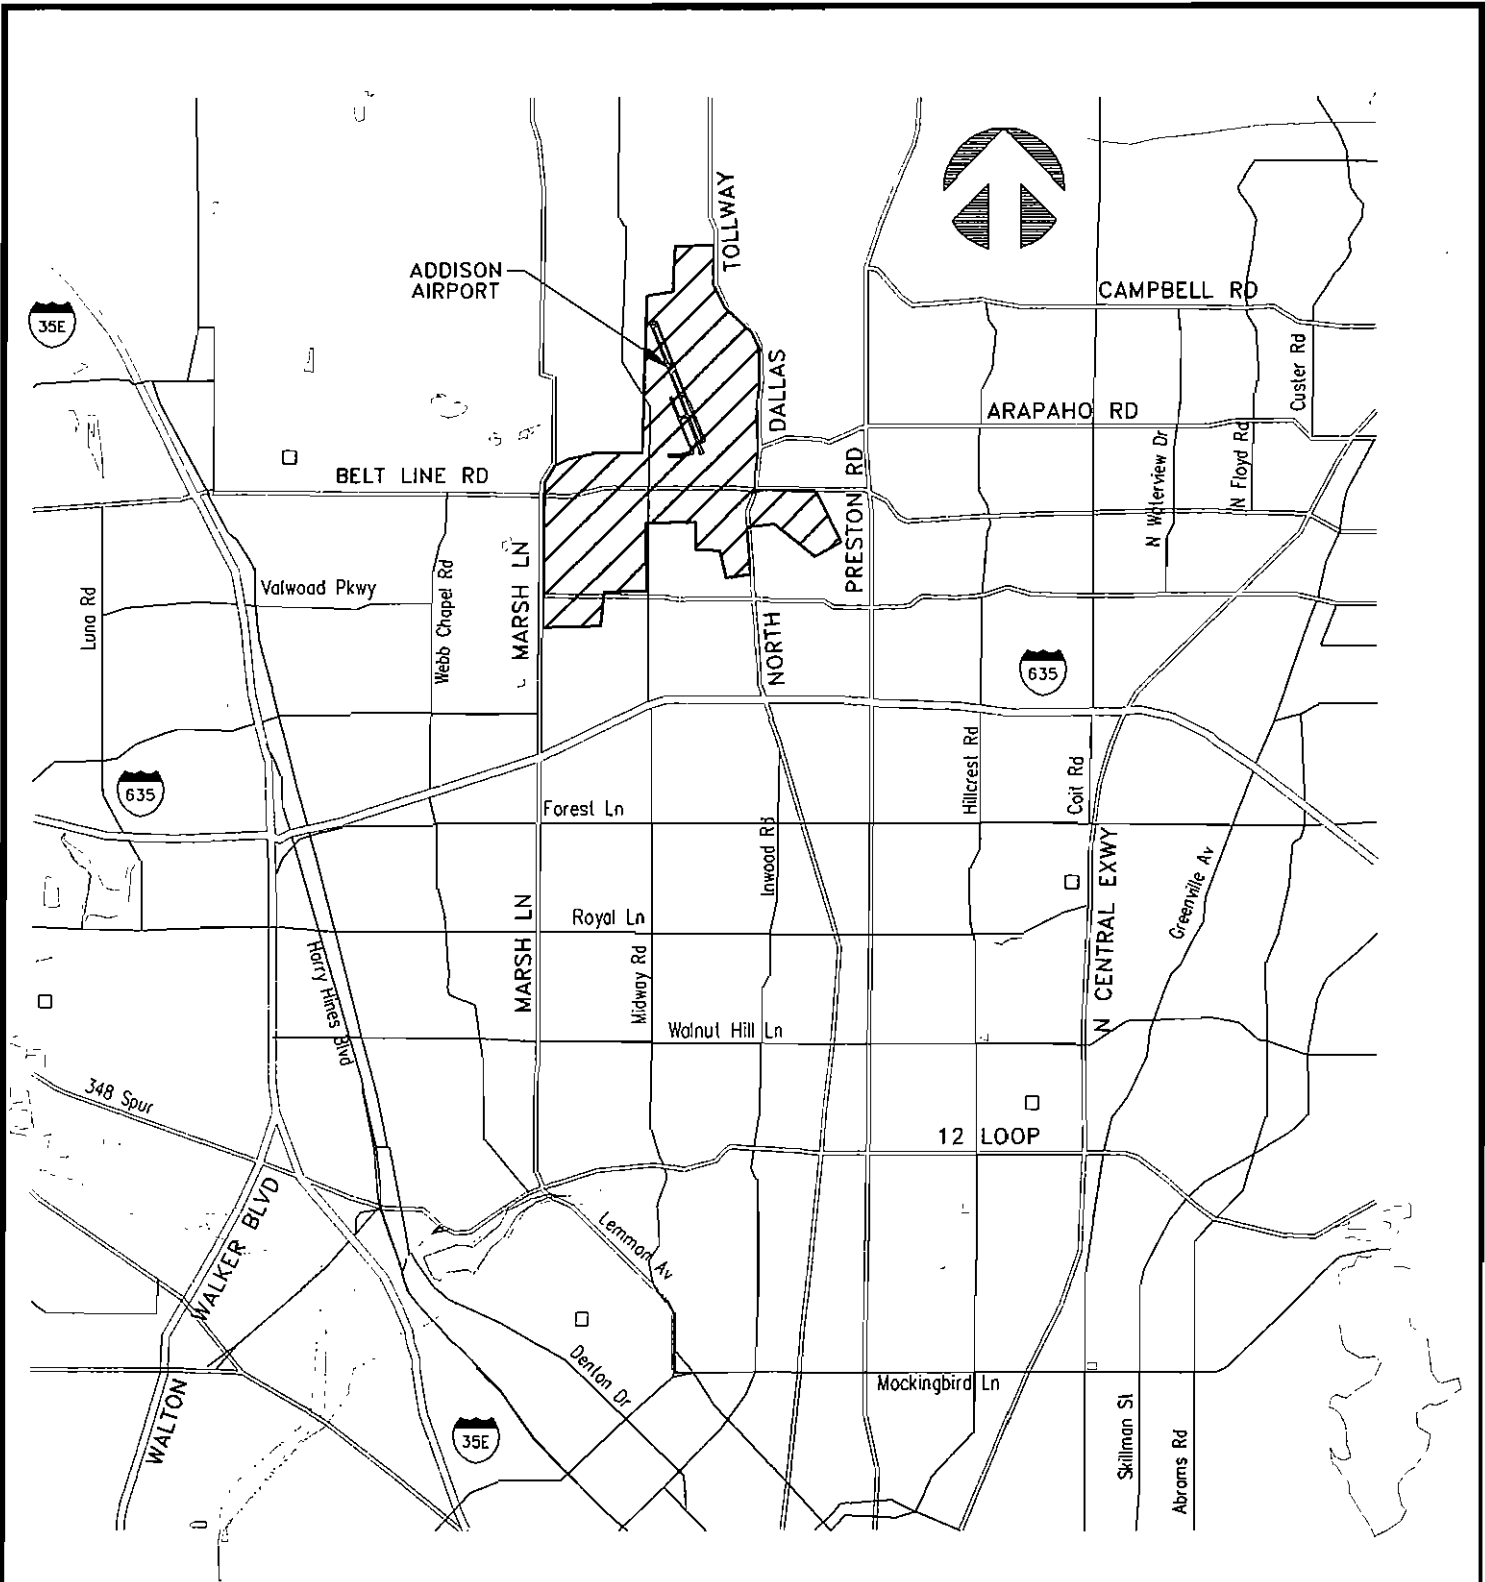 TOLLWAY
ADDISON
AIRPORT
35E
CAMPBELL RD
Custer Rd
DALLAS
ARAPAHO RD
N Waterview Dr
N Floyd Rd
BELT LINE RD
PRESTON RD
Luna Rd
Valwood Pkwy
Webb Chapel Rd
MARSH LN
NORTH
635
635
Hillcrest Rd
Coit Rd
Forest Ln
Inwood Rd
N CENTRAL EXWY
Greenville Av
MARSH LN
Royal Ln
Midway Rd
Harry Hines Blvd
Walnut Hill Ln
348 Spur
12 LOOP
WALKER BLVD
Lemmon Av
Denton Dr
Mockingbird Ln
WALTON
35E
Skillman St
Abrams Rd